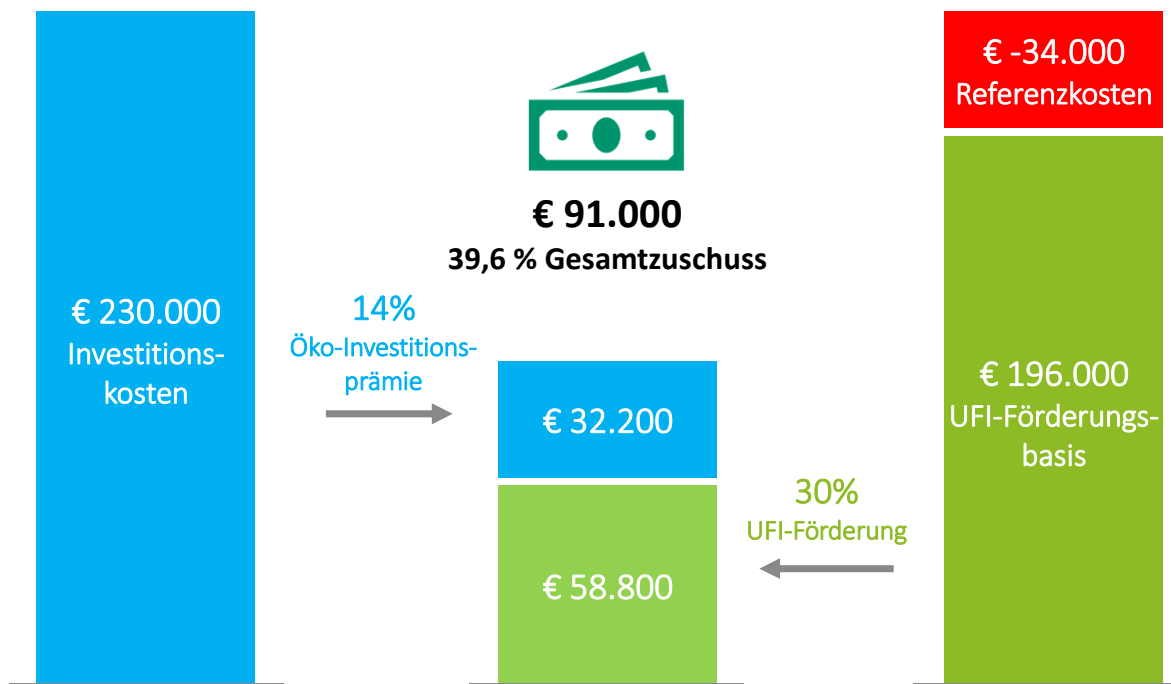 € 230.000
Investitions-
kosten
14%
Öko-Investitions-
prämie
€ 91.000
39,6 % Gesamtzuschuss
€ 32.200
€ 58.800
30%
UFI-Förderung
€ -34.000
Referenzkosten
€ 196.000
UFI-Förderungs-
basis